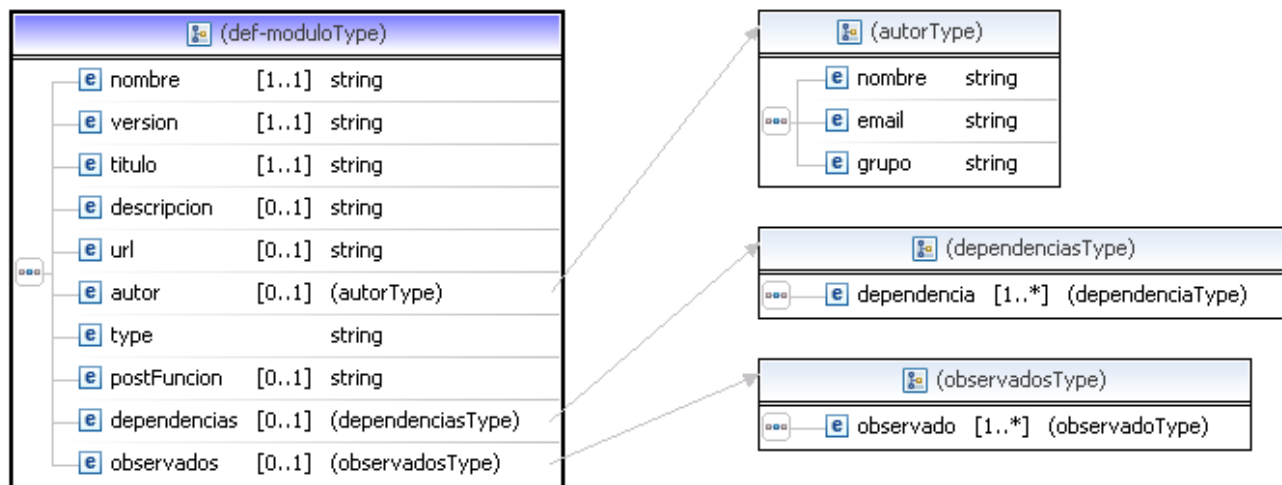 (def-moduloType)
e nombre [1..1] string
e version [1..1] string
e titulo [1..1] string
e descripcion [0..1] string
e url [0..1] string
e autor [0..1] (autorType)
e type string
e postFuncion [0..1] string
e dependencias [0..1] (dependenciasType)
e observados [0..1] (observadosType)
(autorType)
e nombre string
e email string
e grupo string
(dependenciasType)
e dependencia [1..*] (dependenciaType)
(observadosType)
e observado [1..*] (observadoType)